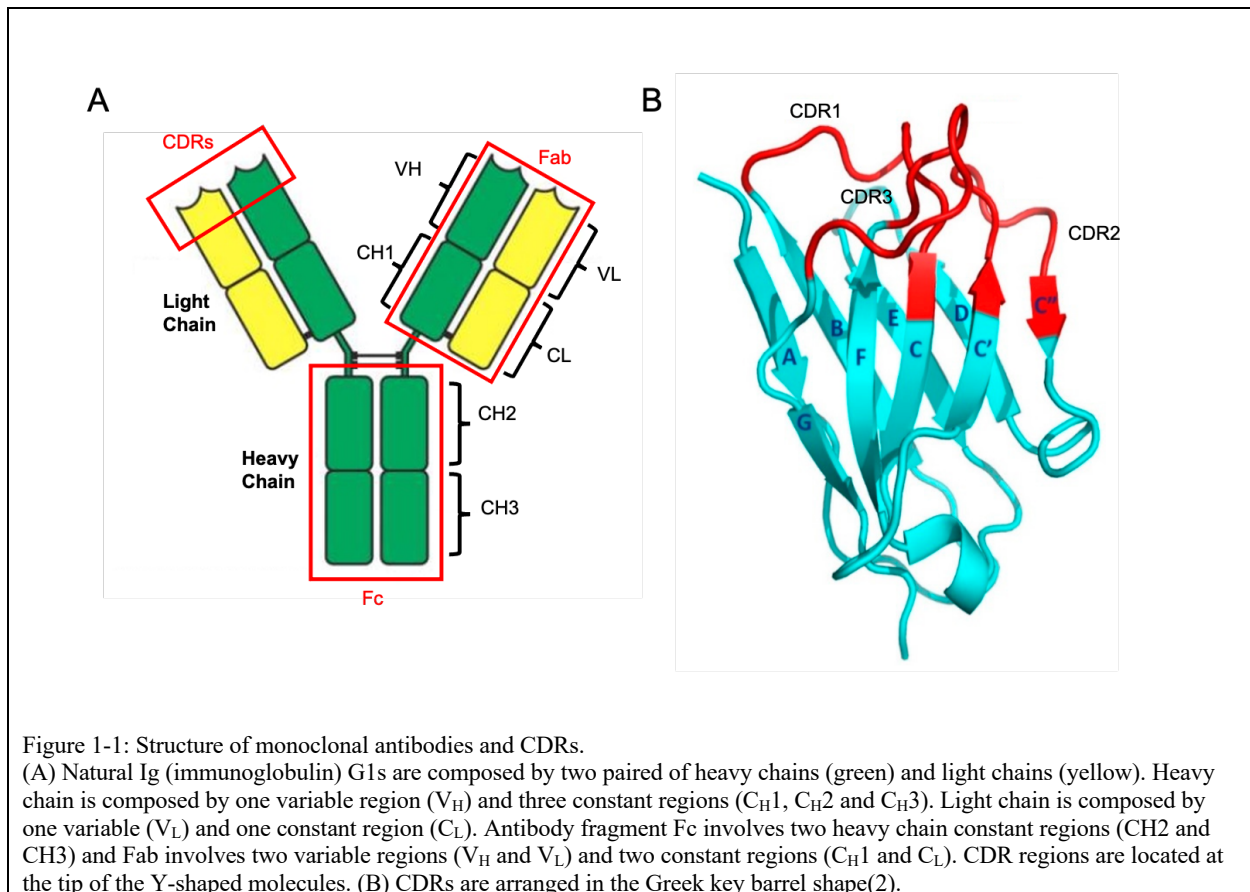 A
CDRs
VH
Fab
CH1
VL
Light
Chain
CL
CH2
Heavy
Chain
CH3
Fc
B
CDR1
CDR3
CDR2
C"
B
E
D
A
F
C
C'
G
Figure 1-1: Structure of monoclonal antibodies and CDRs.
(A) Natural Ig (immunoglobulin) G1s are composed by two paired of heavy chains (green) and light chains (yellow). Heavy
chain is composed by one variable region (VH) and three constant regions (CH1, CH2 and CH3). Light chain is composed by
one variable (VL) and one constant region (CL). Antibody fragment Fc involves two heavy chain constant regions (CH2 and
CH3) and Fab involves two variable regions (VH and VL) and two constant regions (CH1 and CL). CDR regions are located at
the tip of the Y-shaped molecules. (B) CDRs are arranged in the Greek key barrel shape(2).